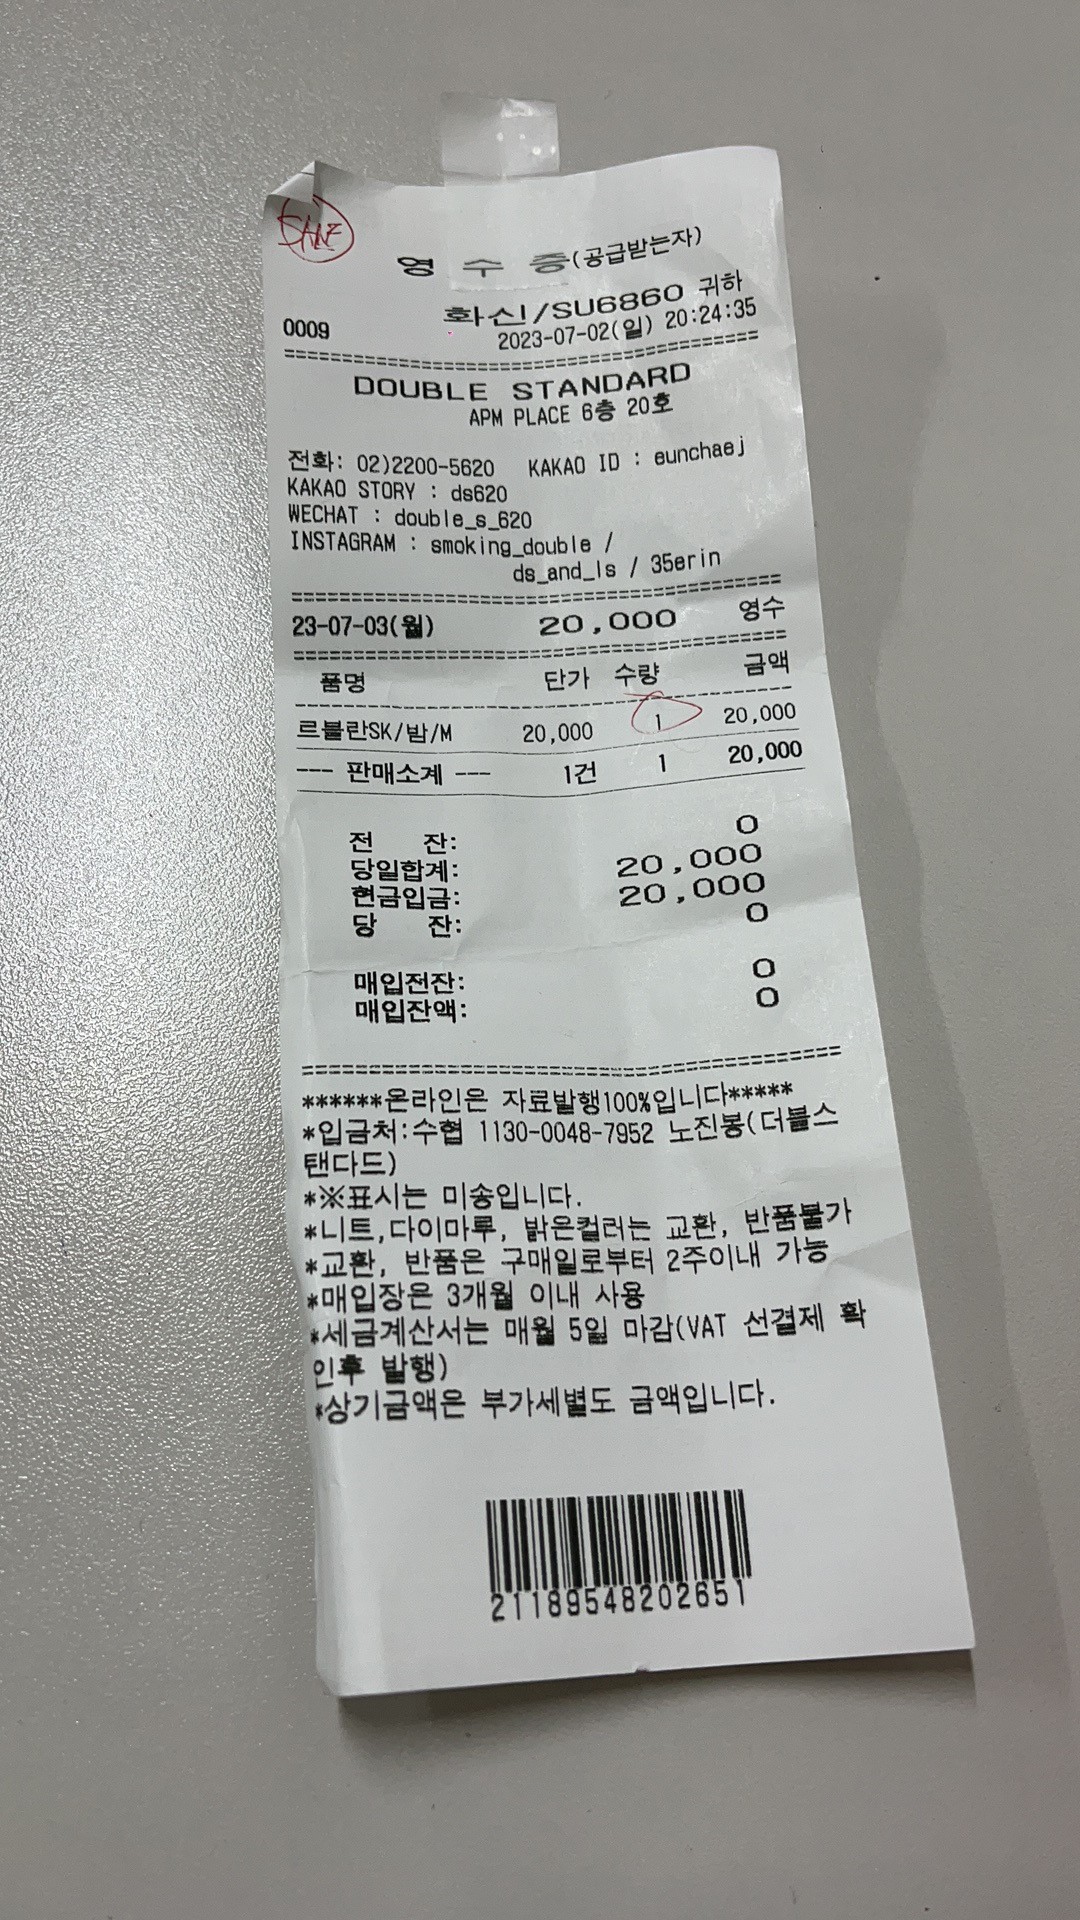 영 수 증(공급받는자)
화신/SU6860 귀하
0009 2023-07-02(일) 20:24:35
==========================================
DOUBLE STANDARD
APM PLACE 6층 20호
전화: 02)2200-5620 KAKAO ID : eunchaej
KAKAO STORY : ds620
WECHAT : double_s_620
INSTAGRAM : smoking_double /
ds_and_ls / 35erin
==========================================
23-07-03(월) 20,000 영수
==========================================
품명 단가 수량 금액
르블란SK/밤/M 20,000 1 20,000
--- 판매소계 --- 1건 1 20,000
전 잔: 0
당일합계: 20,000
현금입금: 20,000
당 잔: 0
매입전잔: 0
매입잔액: 0
==========================================
******온라인은 자료발행100%입니다*****
*입금처:수협 1130-0048-7952 노진봉(더블스
탠다드)
*※표시는 미송입니다.
*니트,다이마루, 밝은컬러는 교환, 반품불가
*교환, 반품은 구매일로부터 2주이내 가능
*매입장은 3개월 이내 사용
*세금계산서는 매월 5일 마감(VAT 선결제 확
인후 발행)
*상기금액은 부가세별도 금액입니다.
21189548202651